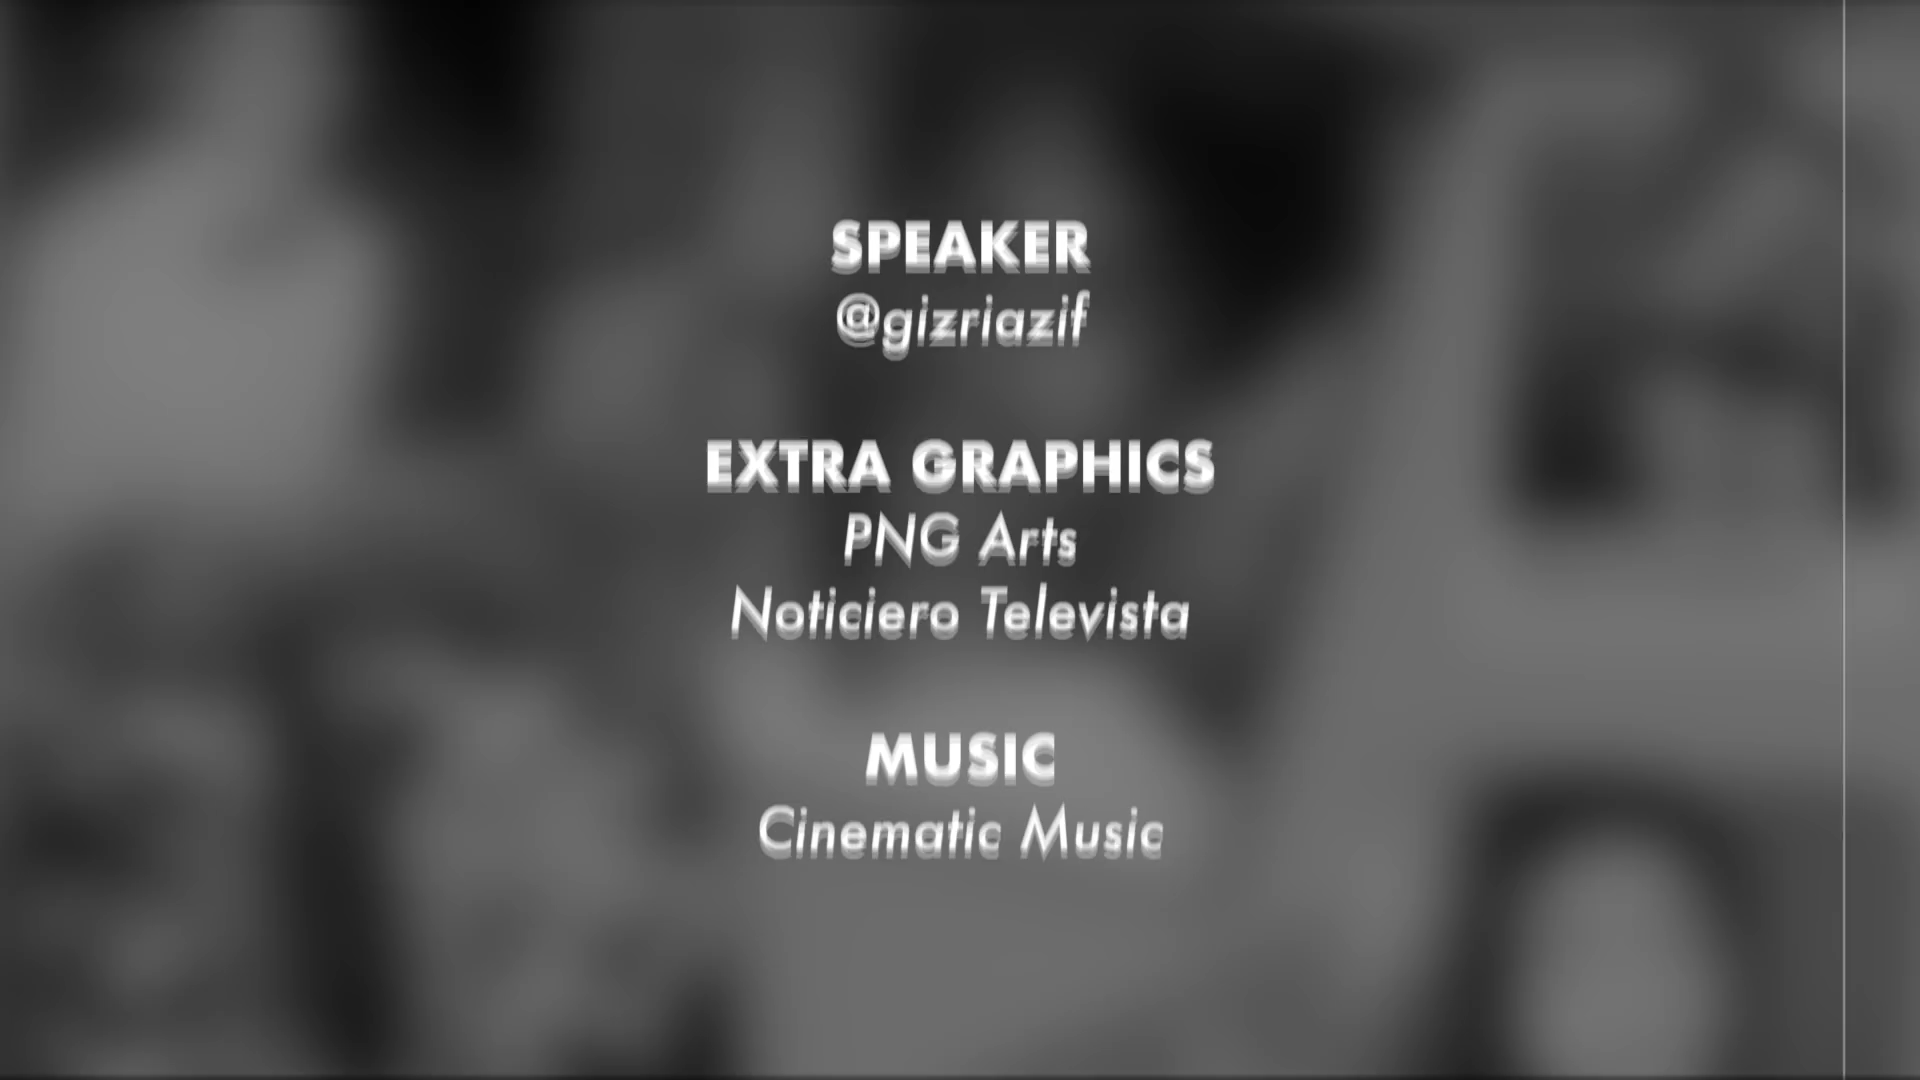 SPEAKER
@gizriazif
EXTRA GRAPHICS
PNG Arts
Noticiero Televista
MUSIC
Cinematic Music